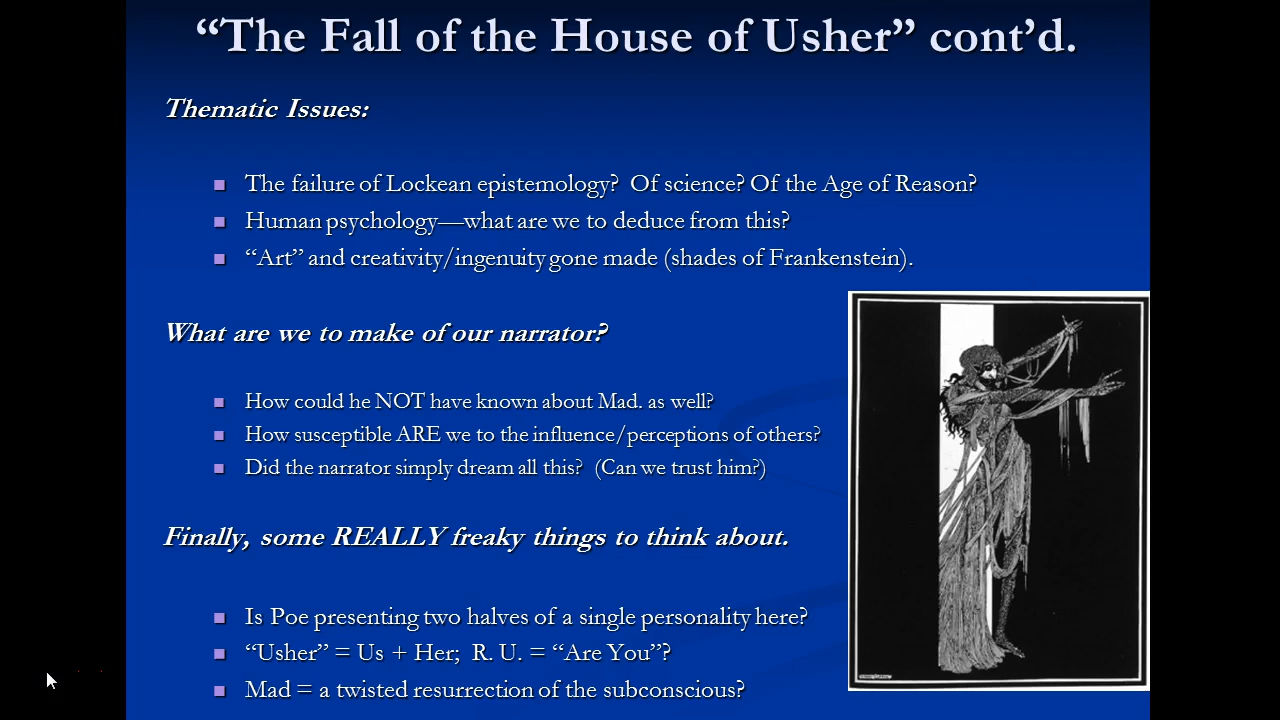 “The Fall of the House of Usher” cont’d.
Thematic Issues:
The failure of Lockean epistemology? Of science? Of the Age of Reason?
Human psychology—what are we to deduce from this?
“Art” and creativity/ingenuity gone made (shades of Frankenstein).
What are we to make of our narrator?
How could he NOT have known about Mad. as well?
How susceptible ARE we to the influence/perceptions of others?
Did the narrator simply dream all this? (Can we trust him?)
Finally, some REALLY freaky things to think about.
Is Poe presenting two halves of a single personality here?
“Usher” = Us + Her; R. U. = “Are You”?
Mad = a twisted resurrection of the subconscious?